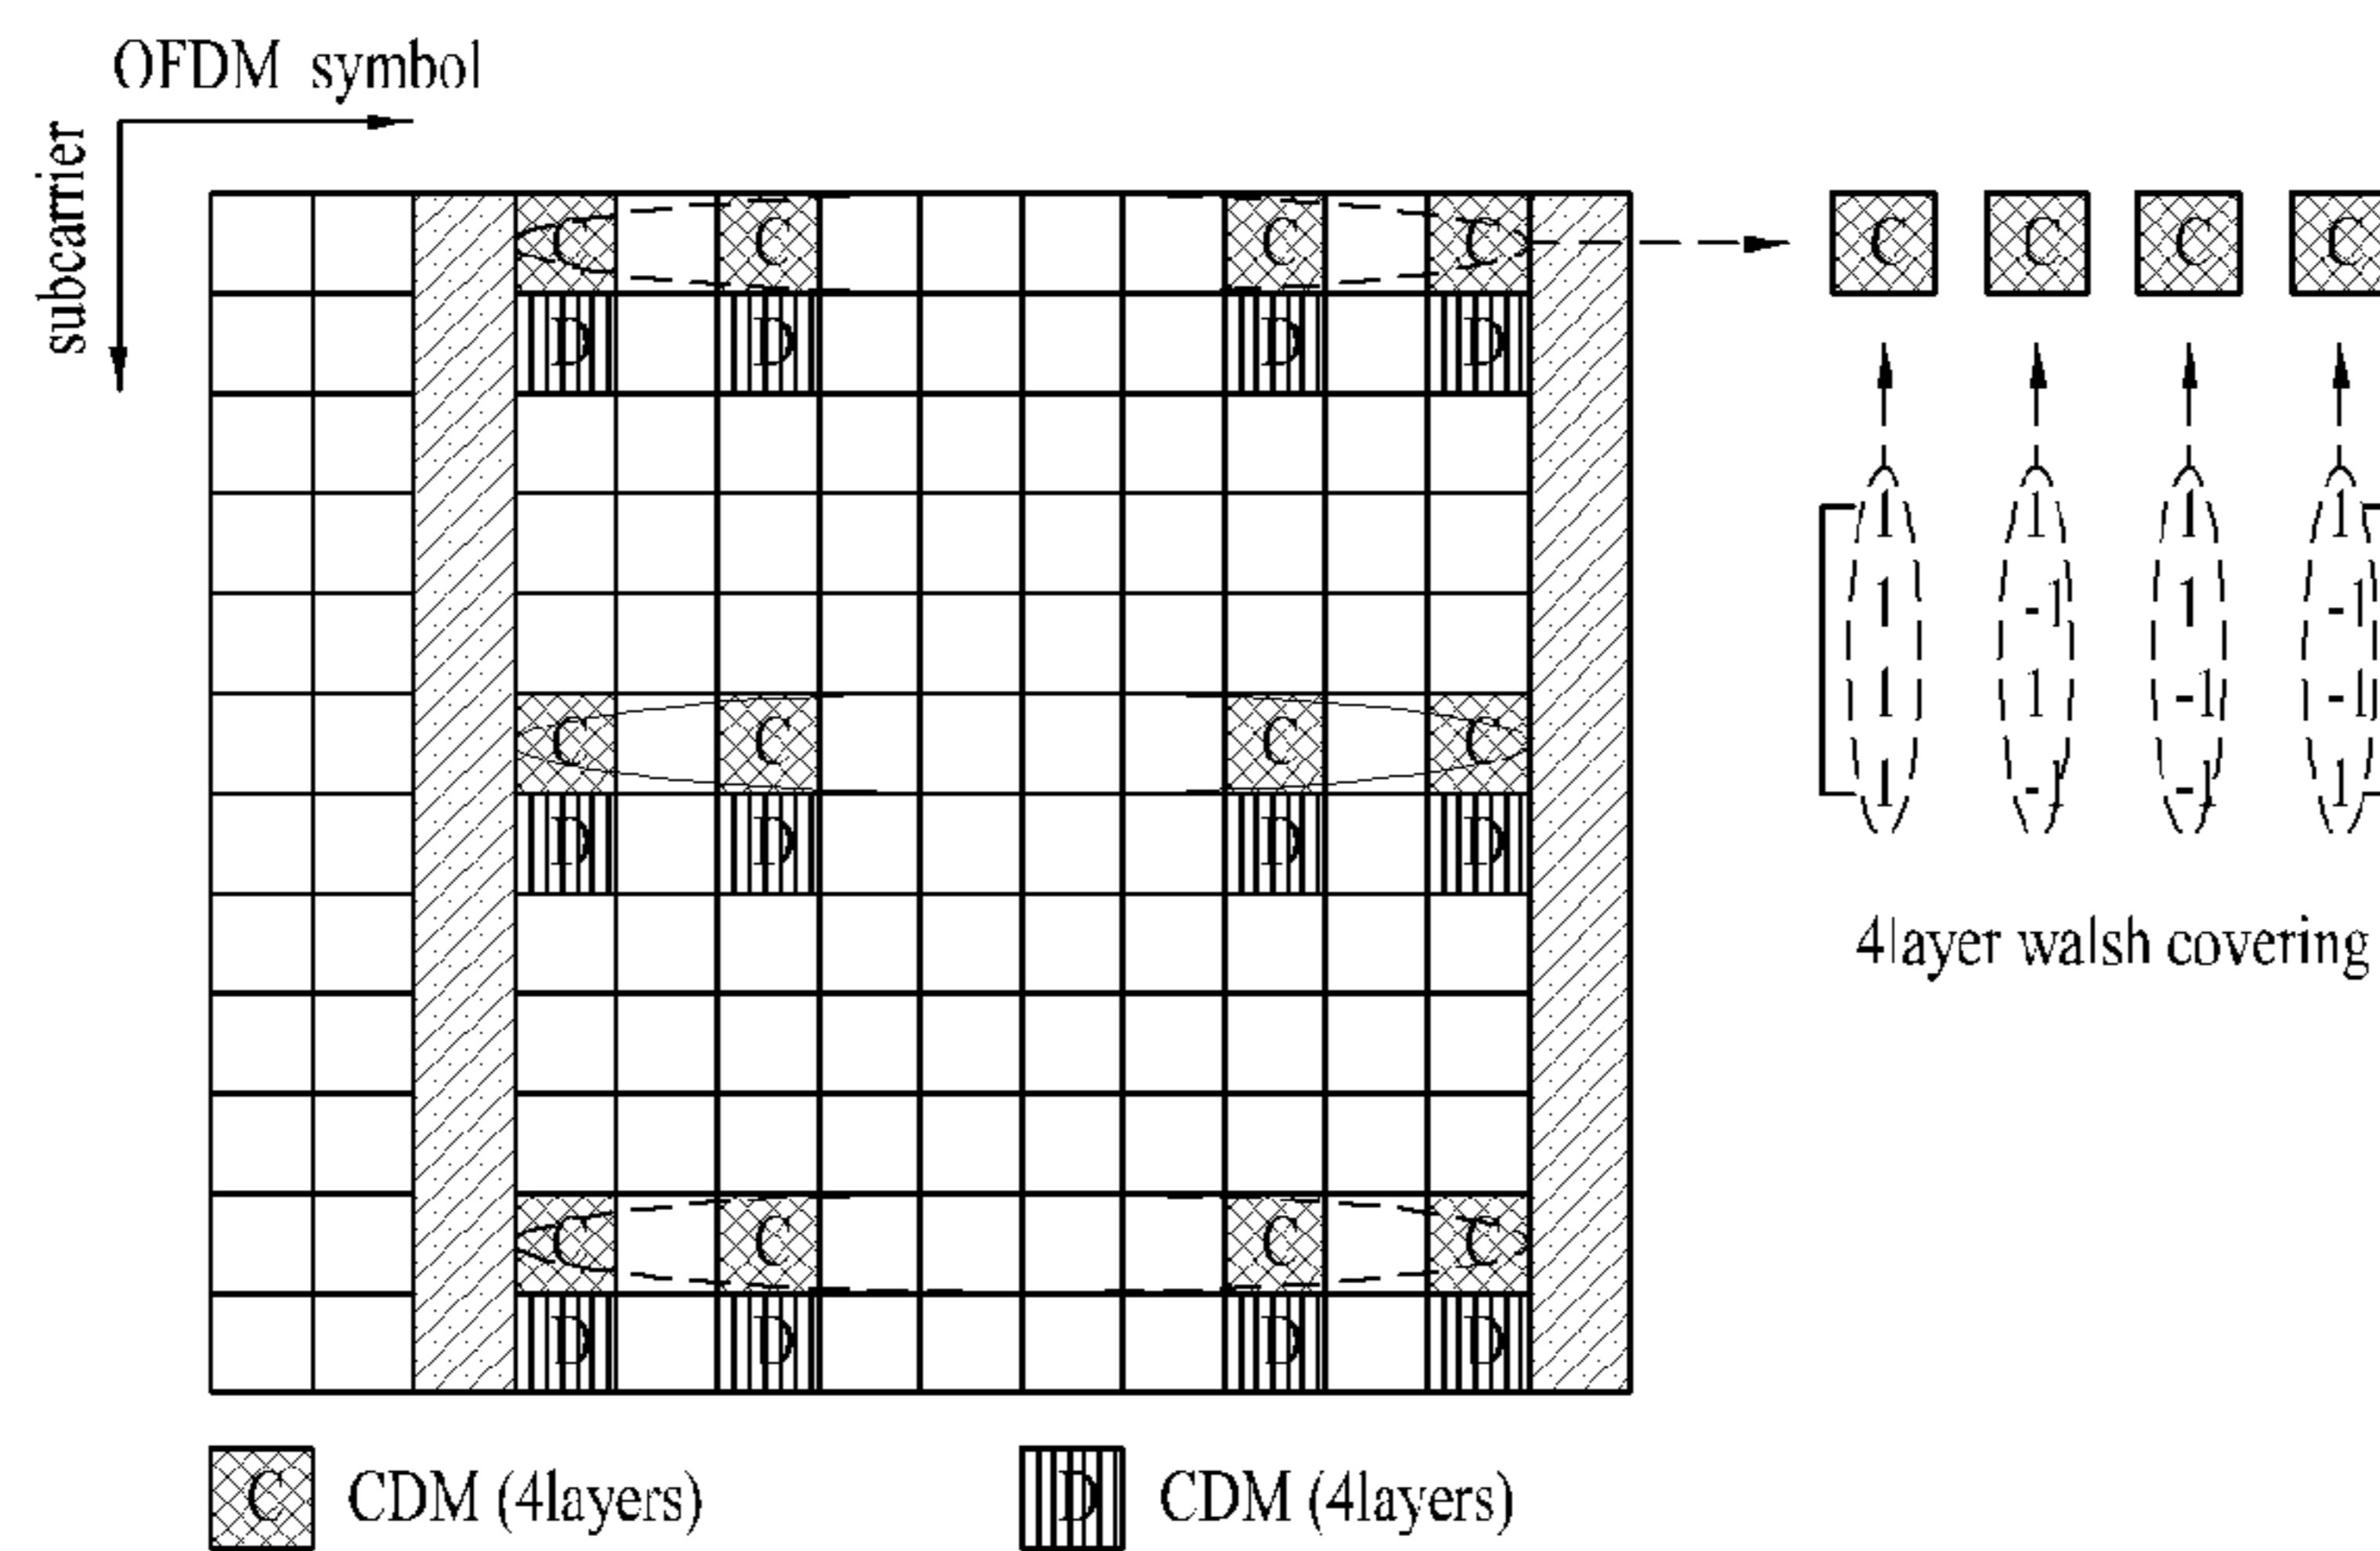 OFDM symbol
subcarrier
C C C C C C C C
D D D D
1 1 1 1
1 -1 1 -1
1 1 -1 -1
1 -1 -1 1
C C C C
D D D D
4layer walsh covering
C C C C
D D D D
C CDM (4layers) D CDM (4layers)